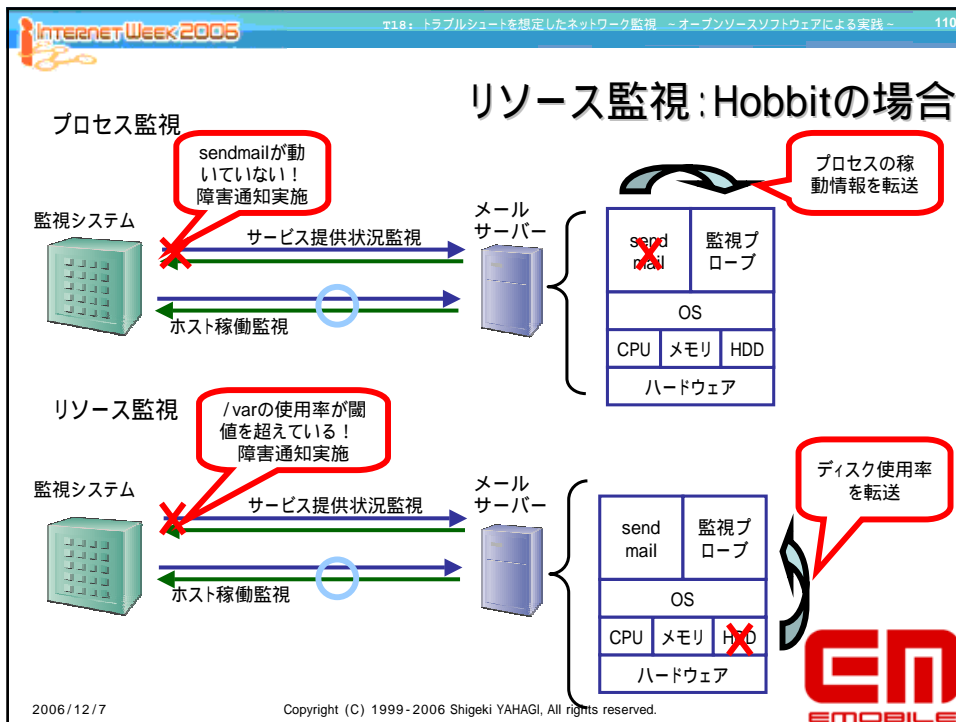 INTERNET WEEK 2006
T18: トラブルシュートを想定したネットワーク監視 ～オープンソースソフトウェアによる実践～
110
リソース監視:Hobbitの場合
プロセス監視
sendmailが動
いていない!
障害通知実施
プロセスの稼
動情報を転送
監視システム
サービス提供状況監視
ホスト稼働監視
メール
サーバー
send
mail
監視プ
ローブ
OS
CPU
メモリ
HDD
ハードウェア
リソース監視
/varの使用率が閾
値を超えている!
障害通知実施
ディスク使用率
を転送
監視システム
サービス提供状況監視
ホスト稼働監視
メール
サーバー
send
mail
監視プ
ローブ
OS
CPU
メモリ
HDD
ハードウェア
EM
EMOBILE
2006/12/7
Copyright (C) 1999-2006 Shigeki YAHAGI, All rights reserved.